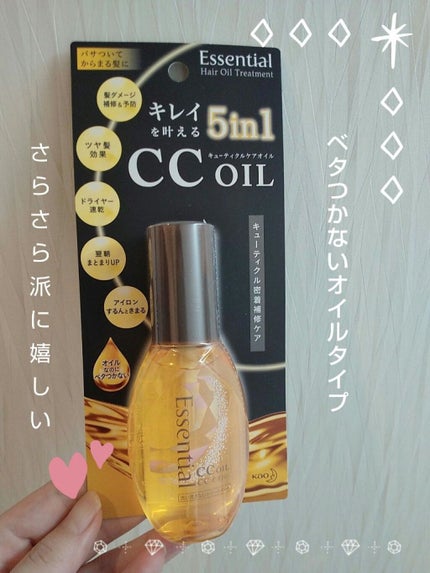 パサついて
からまる髪に
Essential
Hair Oil Treatment
髪ダメージ
補修&予防
キレイ
を叶える
5in1
キューティクルケアオイル
CC OIL
ツヤ髪
効果
ドライヤー
速乾
翌朝
まとまりUP
アイロン
するんときまる
オイル
なのに
ベタつかない
キューティクル密着補修ケア
Essential
CC OIL
KAO
ベタつかないオイルタイプ
さらさら派に嬉しい